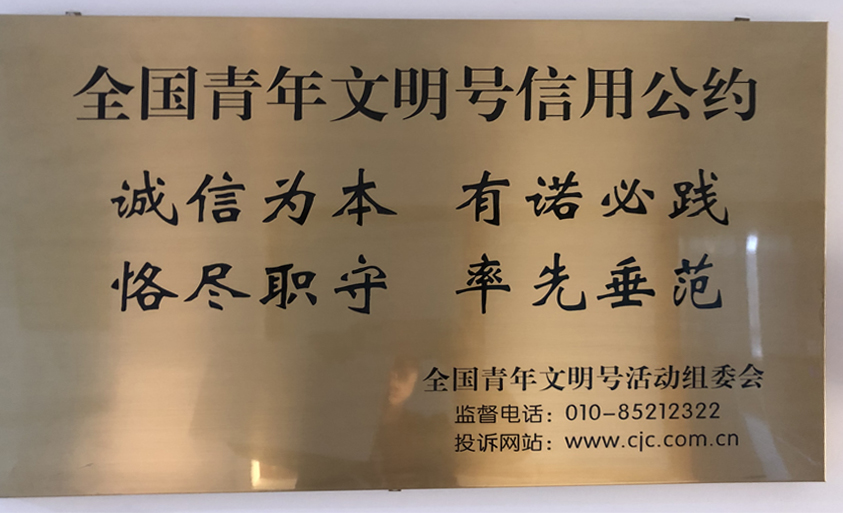 全国青年文明号信用公约
诚信为本 有诺必践
恪尽职守 率先垂范
全国青年文明号活动组委会
监督电话：010-85212322
投诉网站：www.cjc.com.cn